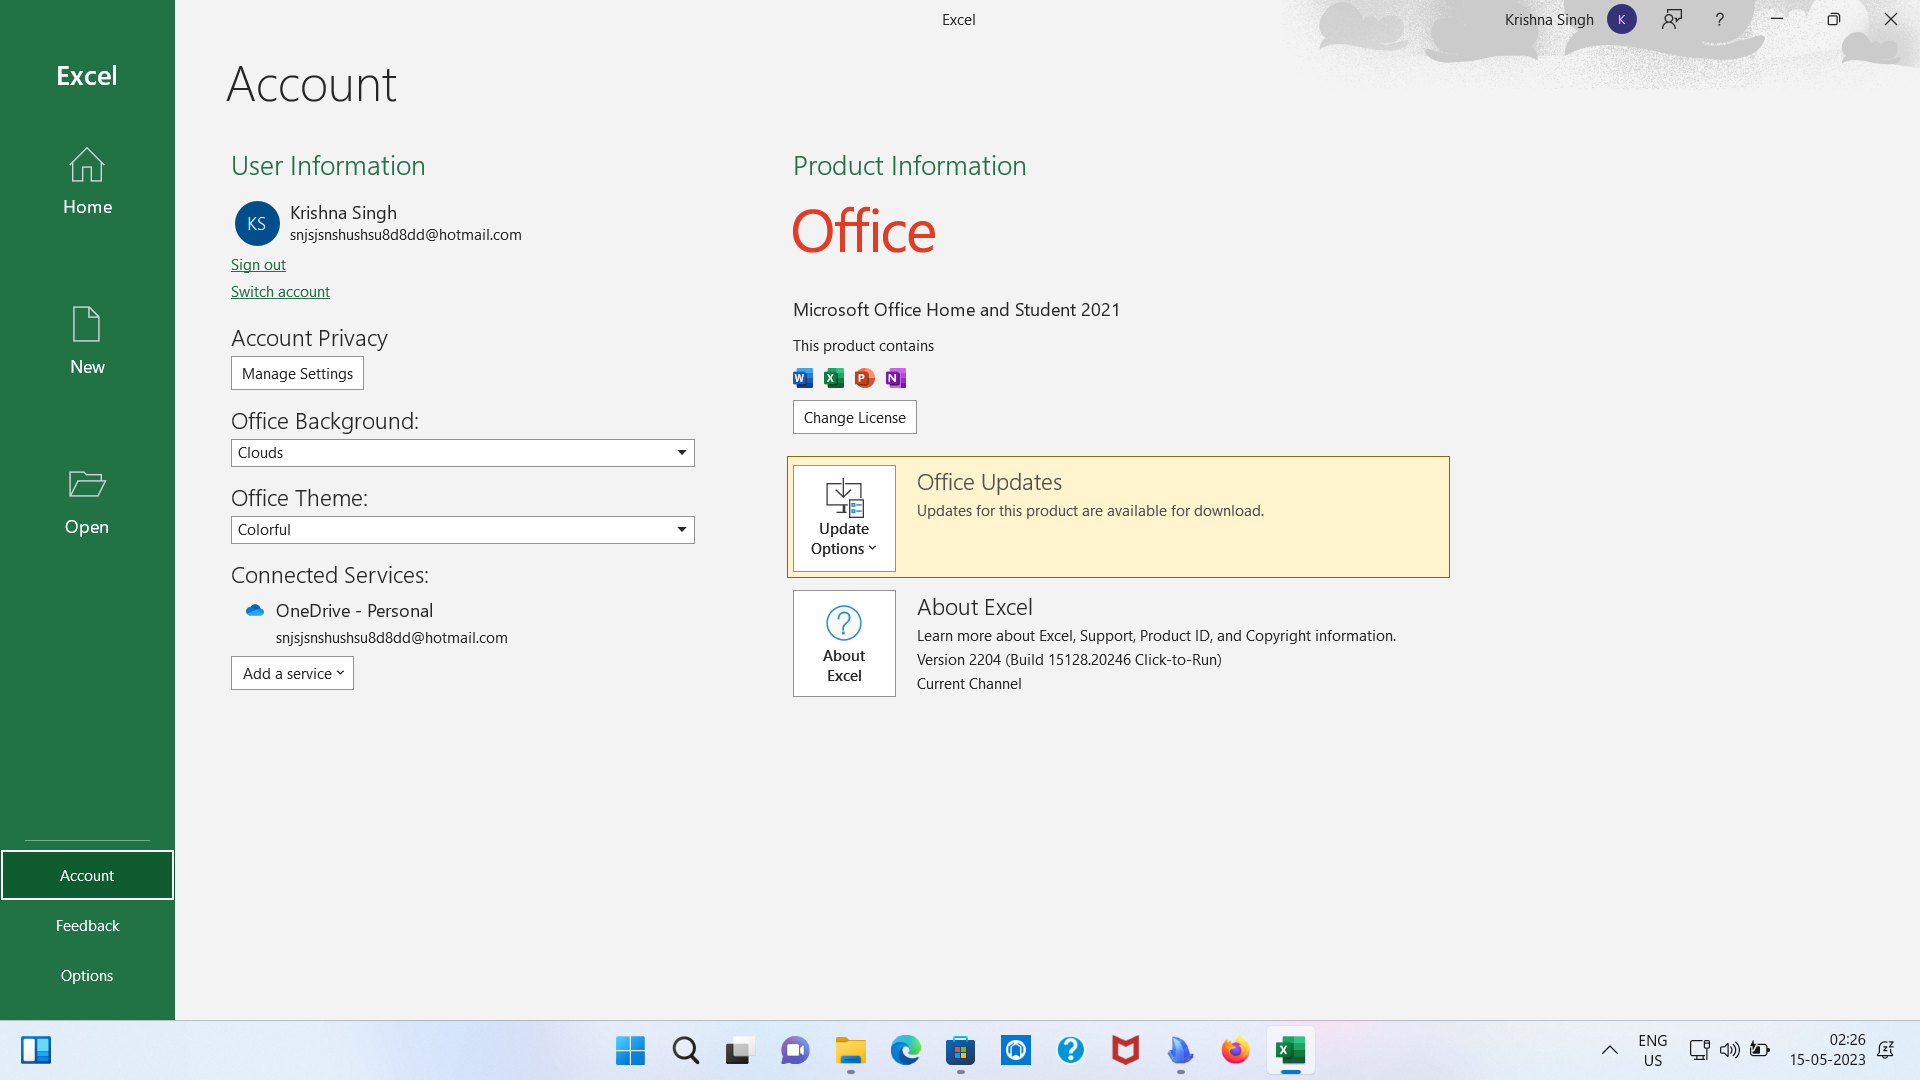 Excel
Krishna Singh
K
?
Excel
Home
New
Open
Account
Feedback
Options
Account
User Information
KS
Krishna Singh
snjsjsnshushsu8d8dd@hotmail.com
Sign out
Switch account
Account Privacy
Manage Settings
Office Background:
Clouds
Office Theme:
Colorful
Connected Services:
OneDrive - Personal
snjsjsnshushsu8d8dd@hotmail.com
Add a service
Product Information
Office
Microsoft Office Home and Student 2021
This product contains
W X P N
Change License
Update
Options
Office Updates
Updates for this product are available for download.
?
About
Excel
About Excel
Learn more about Excel, Support, Product ID, and Copyright information.
Version 2204 (Build 15128.20246 Click-to-Run)
Current Channel
?
X
ENG
US
02:26
15-05-2023